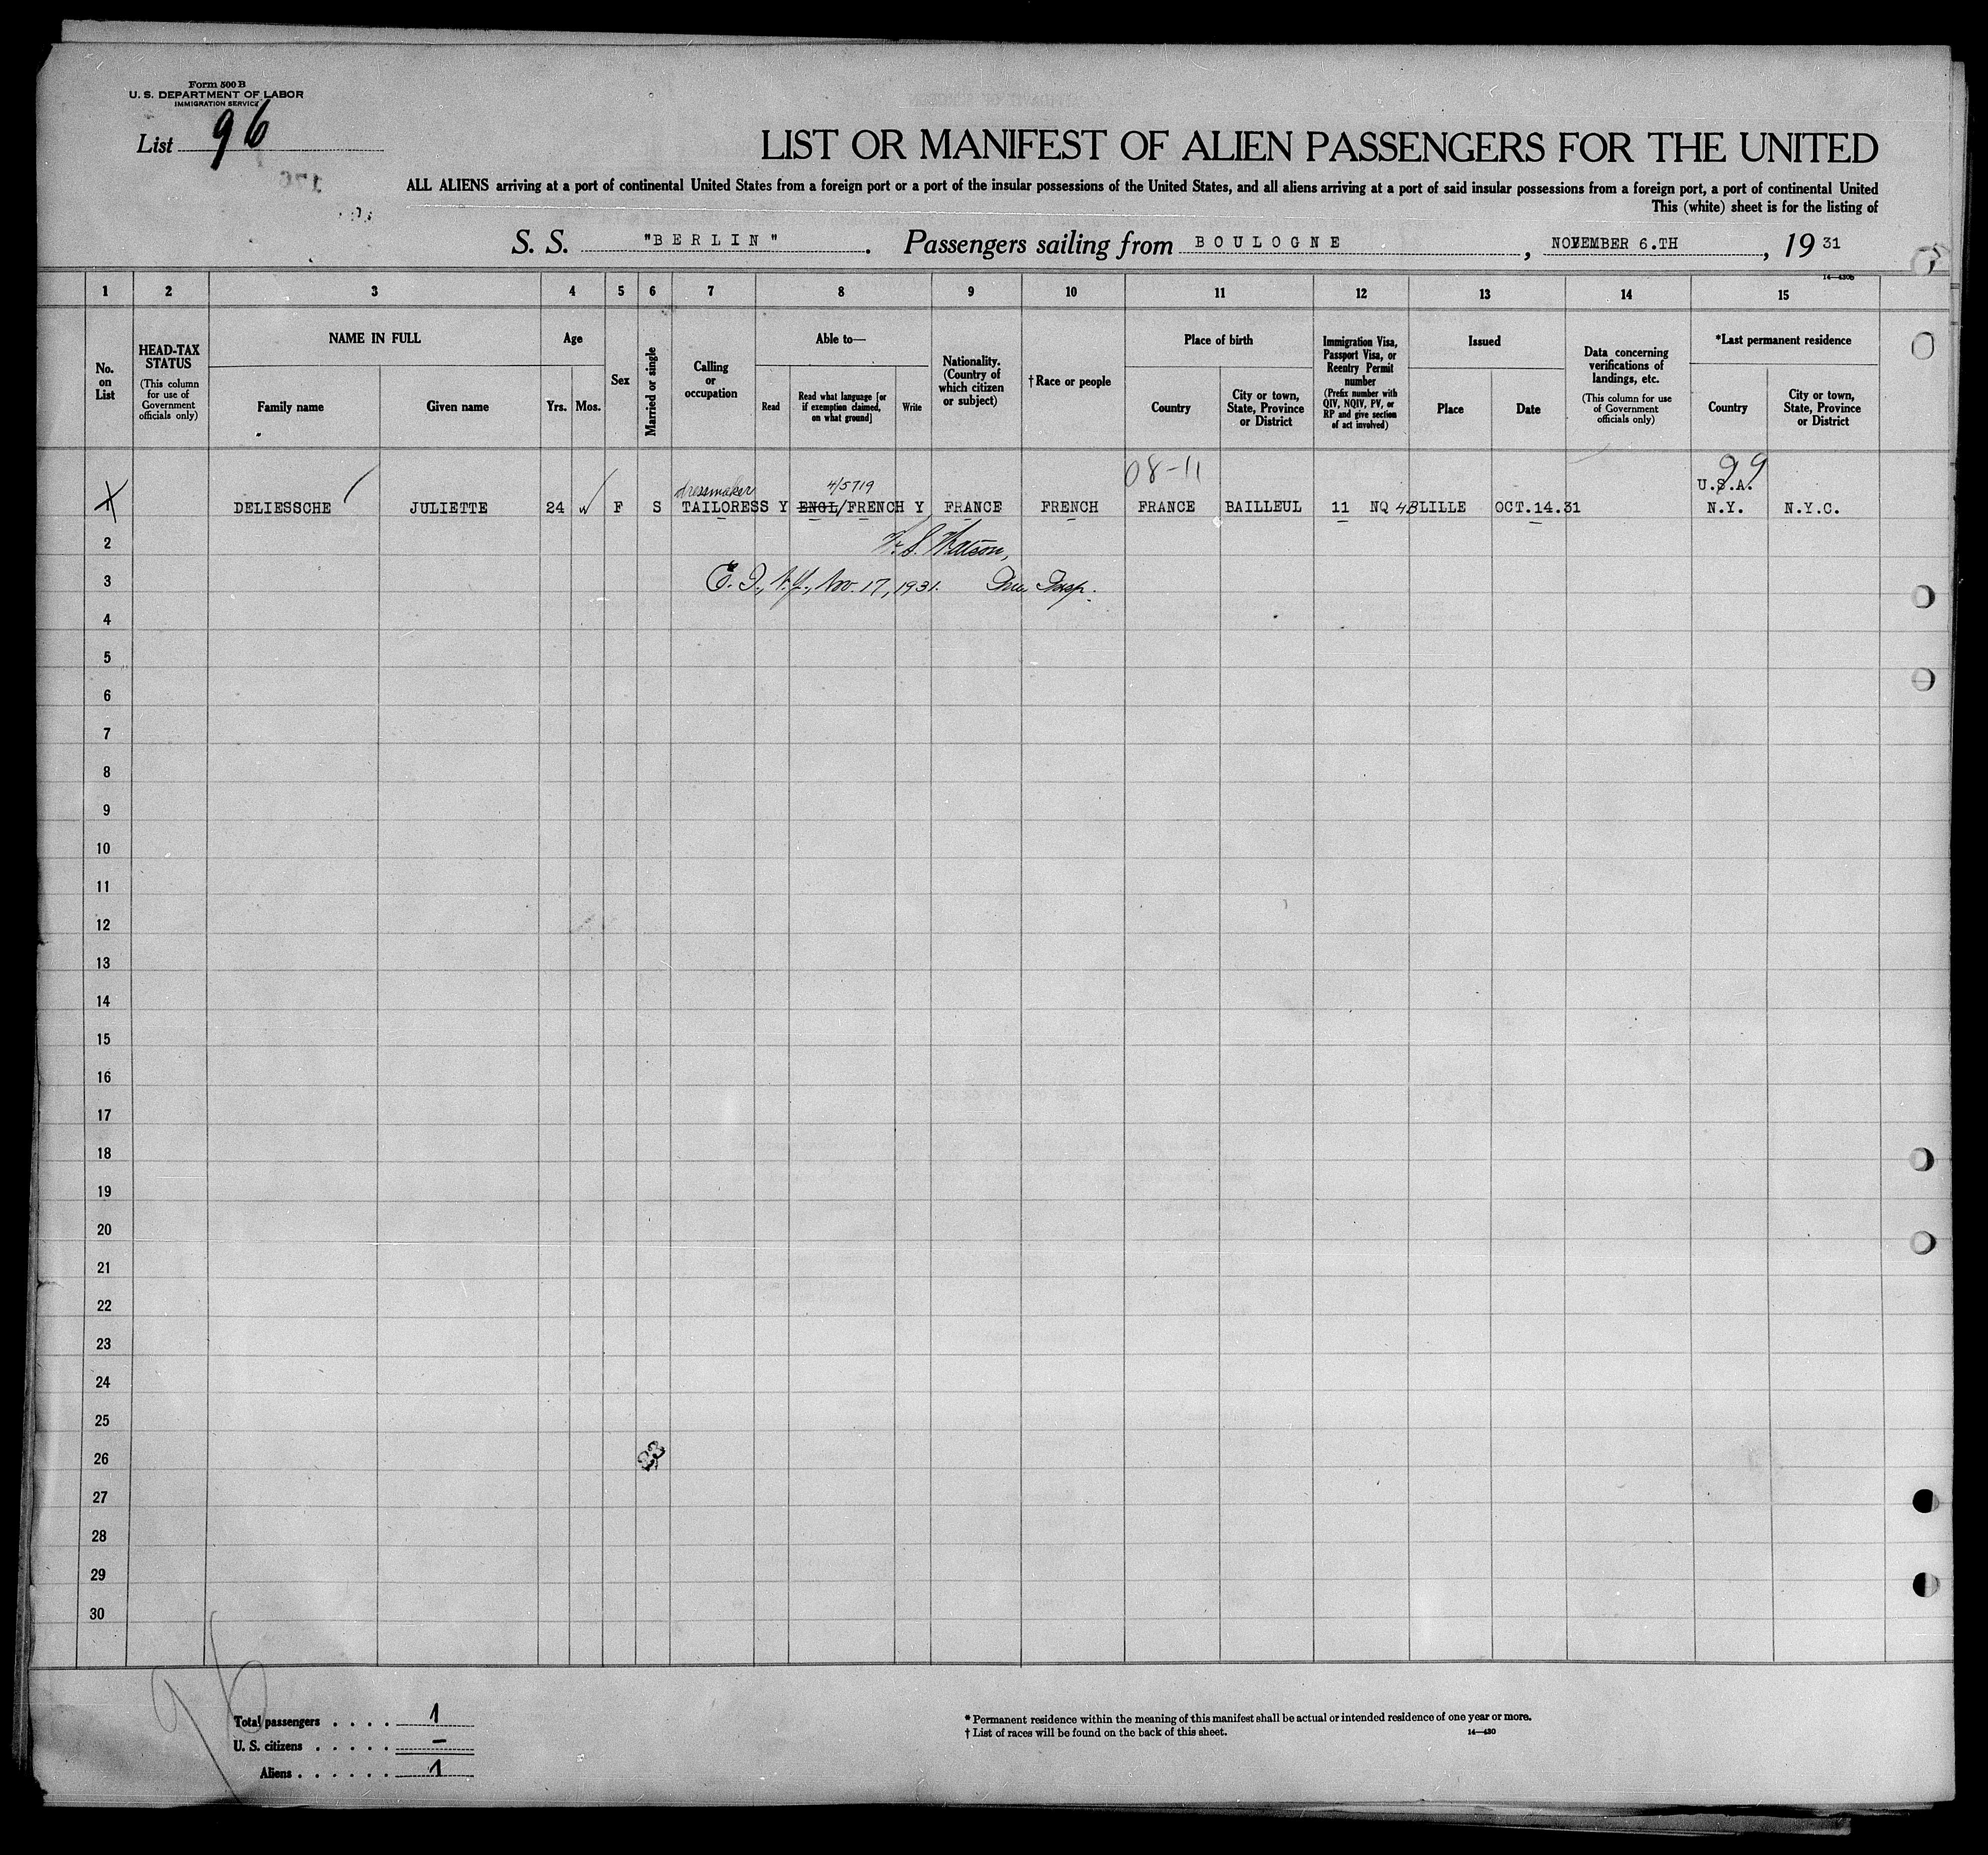 Form 500 B
U. S. DEPARTMENT OF LABOR
IMMIGRATION SERVICE
List 96
LIST OR MANIFEST OF ALIEN PASSENGERS FOR THE UNITED
ALL ALIENS arriving at a port of continental United States from a foreign port or a port of the insular possessions of the United States, and all aliens arriving at a port of said insular possessions from a foreign port, a port of continental United
This (white) sheet is for the listing of
S. S. "BERLIN". Passengers sailing from BOULOGNE, NOVEMBER 6.TH, 19 31
14—430b
1 2 3 4 5 6 7 8 9 10 11 12 13 14 15
No. on List
HEAD-TAX STATUS
(This column for use of Government officials only)
NAME IN FULL
Family name
Given name
Age
Yrs. Mos.
Sex
Married or single
Calling or occupation
Able to—
Read
Read what language [or if exemption claimed, on what ground]
Write
Nationality. (Country of which citizen or subject)
†Race or people
Place of birth
Country
City or town, State, Province or District
Immigration Visa, Passport Visa, or Reentry Permit number
(Prefix number with QIV, NQIV, PV, or RP and give section of act involved)
Issued
Place
Date
Data concerning verifications of landings, etc.
(This column for use of Government officials only)
*Last permanent residence
Country
City or town, State, Province or District
08-11
99
dressmaker
4/5719
U.S.A.
1 DELIESSCHE JULIETTE 24 F S TAILORESS Y ENGL/FRENCH Y FRANCE FRENCH FRANCE BAILLEUL 11 NQ 4B LILLE OCT.14.31 N.Y. N.Y.C.
2
Watson,
3
E. I., N.Y., Nov. 17, 1931. Insp.
4
5
6
7
8
9
10
11
12
13
14
15
16
17
18
19
20
21
22
23
24
25
26
27
28
29
30
96
Total passengers . . . . 1
U. S. citizens . . . . . –
Aliens . . . . . . 1
* Permanent residence within the meaning of this manifest shall be actual or intended residence of one year or more.
† List of races will be found on the back of this sheet. 14—430